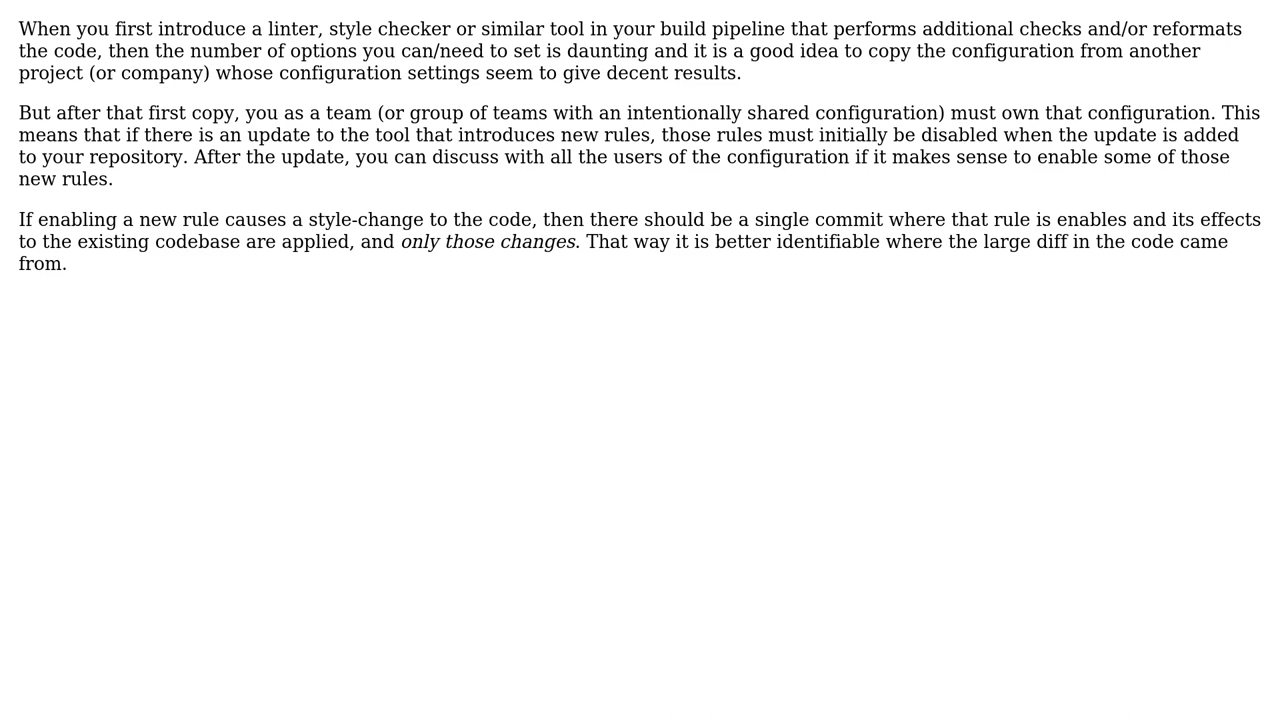 When you first introduce a linter, style checker or similar tool in your build pipeline that performs additional checks and/or reformats
the code, then the number of options you can/need to set is daunting and it is a good idea to copy the configuration from another
project (or company) whose configuration settings seem to give decent results.
But after that first copy, you as a team (or group of teams with an intentionally shared configuration) must own that configuration. This
means that if there is an update to the tool that introduces new rules, those rules must initially be disabled when the update is added
to your repository. After the update, you can discuss with all the users of the configuration if it makes sense to enable some of those
new rules.
If enabling a new rule causes a style-change to the code, then there should be a single commit where that rule is enables and its effects
to the existing codebase are applied, and only those changes. That way it is better identifiable where the large diff in the code came
from.